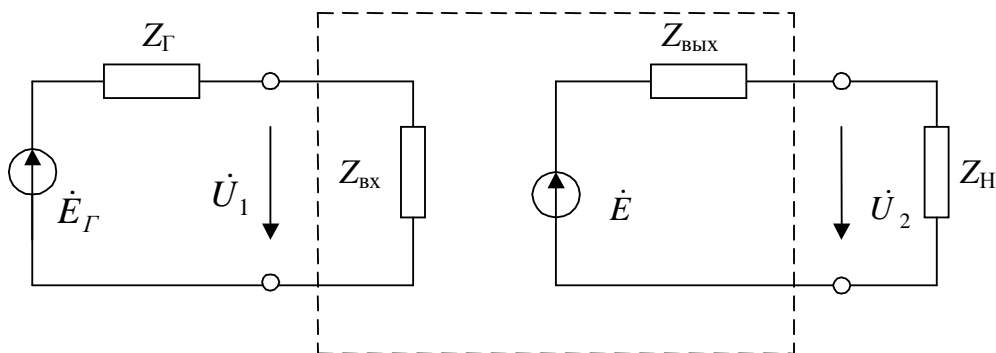 Z_Г
Z_вых
Z_вх
Z_Н
Ė_Г
U̇_1
Ė
U̇_2